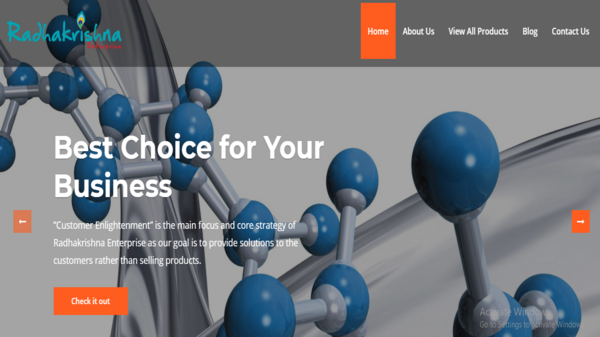 Radhakrishna
Home
About Us
View All Products
Blog
Contact Us
Best Choice for Your
Business
"Customer Enlightenment" is the main focus and core strategy of
Radhakrishna Enterprise as our goal is to provide solutions to the
customers rather than selling products.
Check it out
Activate Windows
Go to Settings to activate Windows.